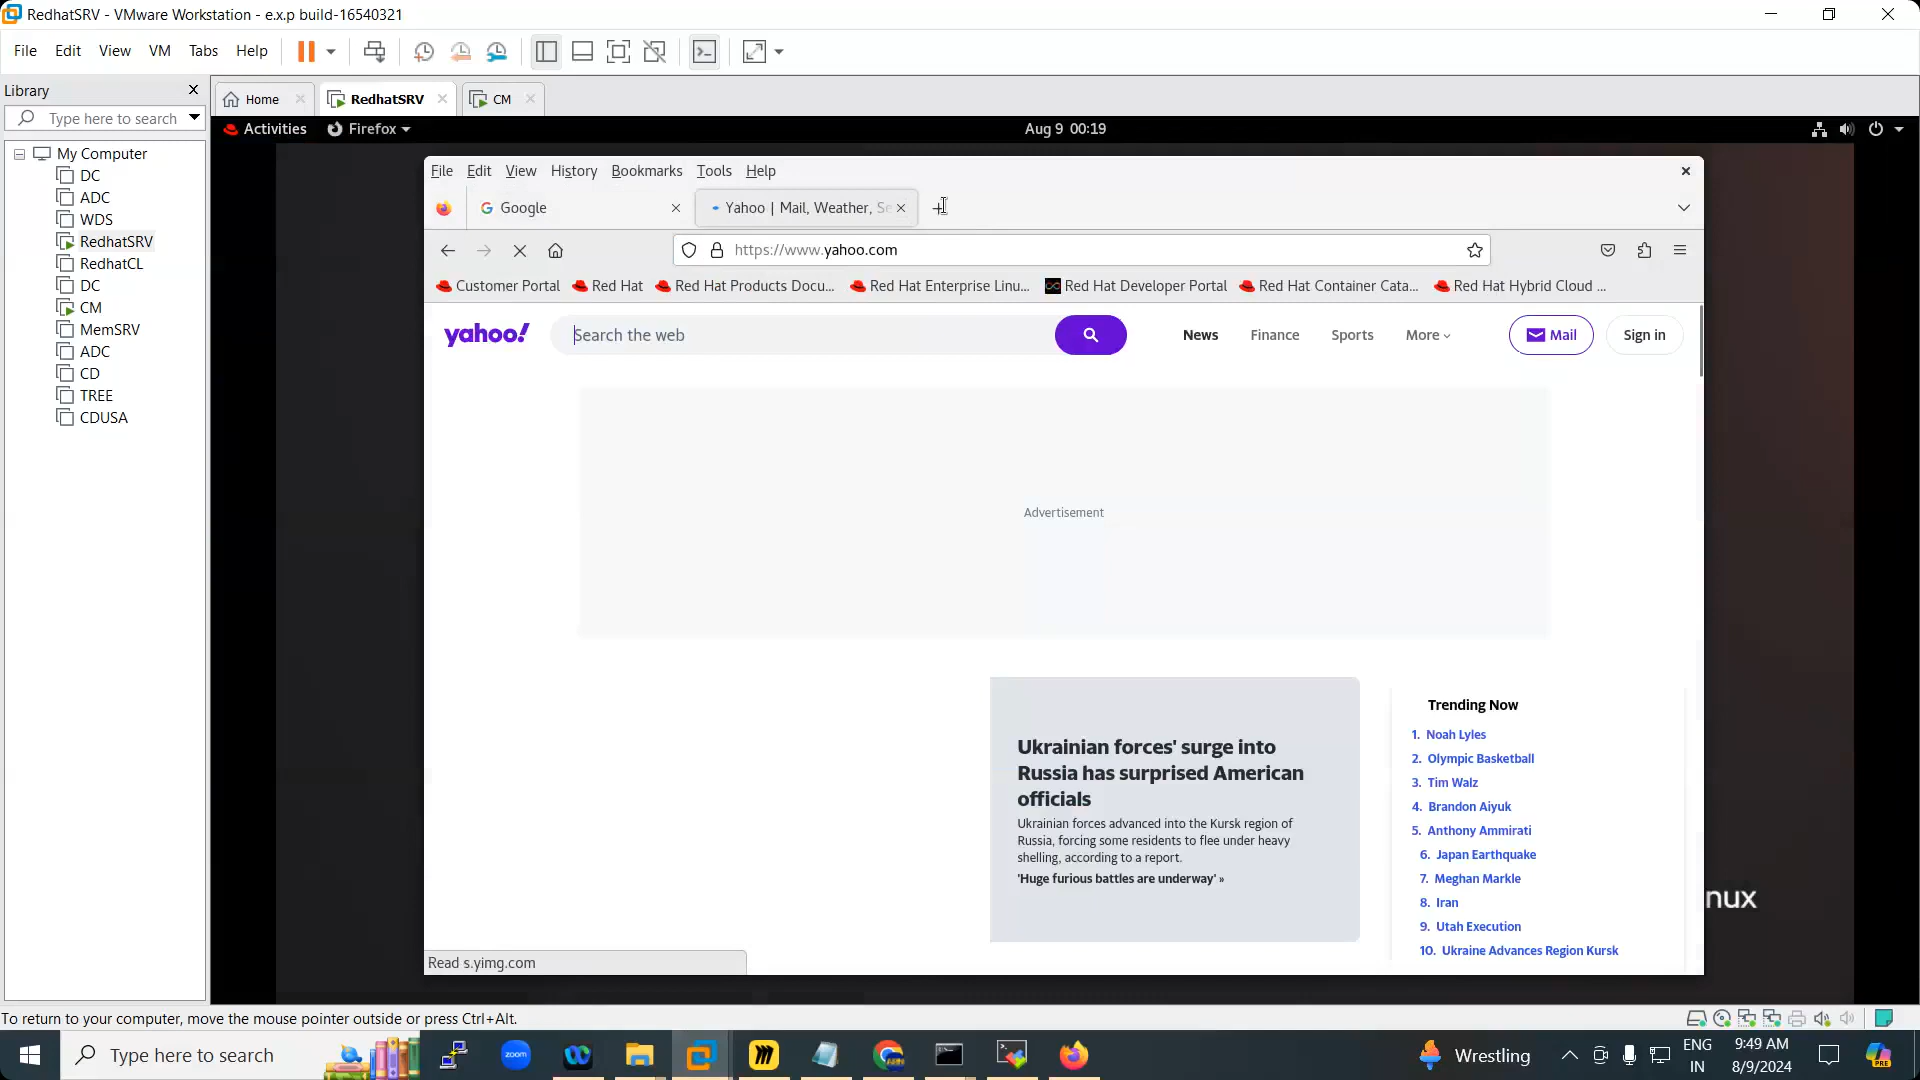 RedhatSRV - VMware Workstation - e.x.p build-16540321
File Edit View VM Tabs Help
Library
Home
RedhatSRV
CM
Type here to search
Activities
Firefox
Aug 9 00:19
My Computer
DC
ADC
WDS
RedhatSRV
RedhatCL
DC
CM
MemSRV
ADC
CD
TREE
CDUSA
File Edit View History Bookmarks Tools Help
Google
Yahoo | Mail, Weather, Se
https://www.yahoo.com
Customer Portal
Red Hat
Red Hat Products Docu...
Red Hat Enterprise Linu...
Red Hat Developer Portal
Red Hat Container Cata...
Red Hat Hybrid Cloud ...
yahoo!
Search the web
News
Finance
Sports
More
Mail
Sign in
Advertisement
Ukrainian forces' surge into
Russia has surprised American
officials
Ukrainian forces advanced into the Kursk region of
Russia, forcing some residents to flee under heavy
shelling, according to a report.
'Huge furious battles are underway' »
Trending Now
1. Noah Lyles
2. Olympic Basketball
3. Tim Walz
4. Brandon Aiyuk
5. Anthony Ammirati
6. Japan Earthquake
7. Meghan Markle
8. Iran
9. Utah Execution
10. Ukraine Advances Region Kursk
nux
Read s.yimg.com
To return to your computer, move the mouse pointer outside or press Ctrl+Alt.
Type here to search
zoom
Wrestling
ENG
IN
9:49 AM
8/9/2024
PRE